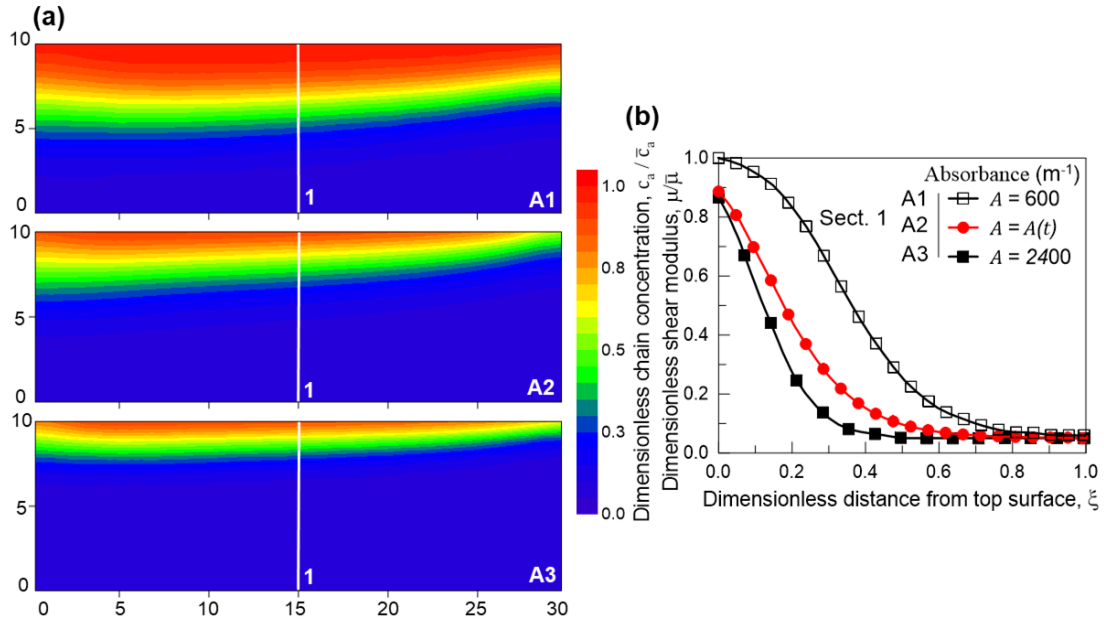 (a)
10
5
0
1
A1
10
5
0
1
A2
10
5
0
1
A3
0
5
10
15
20
25
30
1.0
0.8
0.5
0.3
0.0
Dimensionless chain concentration, c_a / c̅_a
(b)
Dimensionless shear modulus, μ/μ̅
1.0
0.8
0.6
0.4
0.2
0.0
0.0
0.2
0.4
0.6
0.8
1.0
Dimensionless distance from top surface, ξ
Sect. 1
Absorbance (m⁻¹)
A1 A = 600
A2 A = A(t)
A3 A = 2400